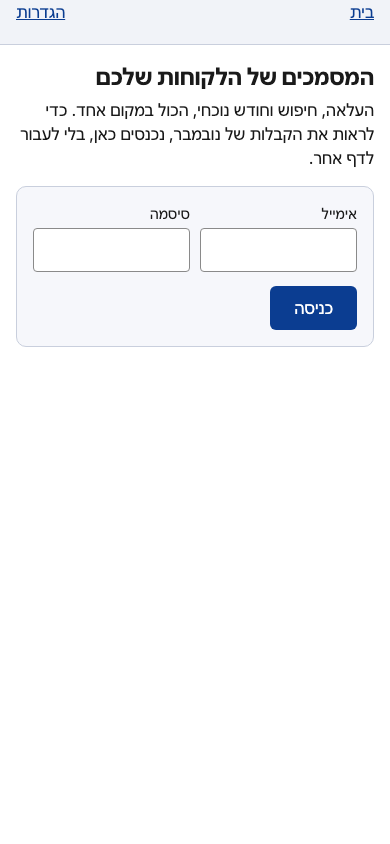 בית
הגדרות
המסמכים של הלקוחות שלכם
העלאה, חיפוש וחודש נוכחי, הכול במקום אחד. כדי
לראות את הקבלות של נובמבר, נכנסים כאן, בלי לעבור
לדף אחר.
אימייל
סיסמה
כניסה